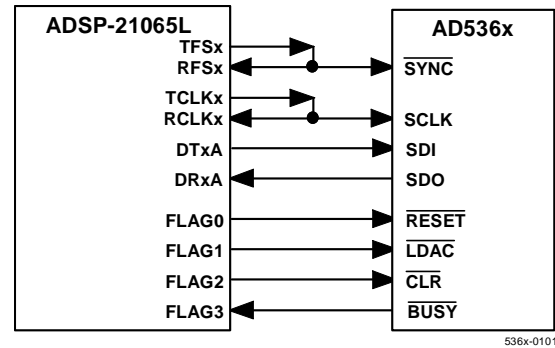 ADSP-21065L
AD536x
TFSx
RFSx
SYNC
TCLKx
RCLKx
SCLK
DTxA
SDI
DRxA
SDO
FLAG0
RESET
FLAG1
LDAC
FLAG2
CLR
FLAG3
BUSY
536x-0101